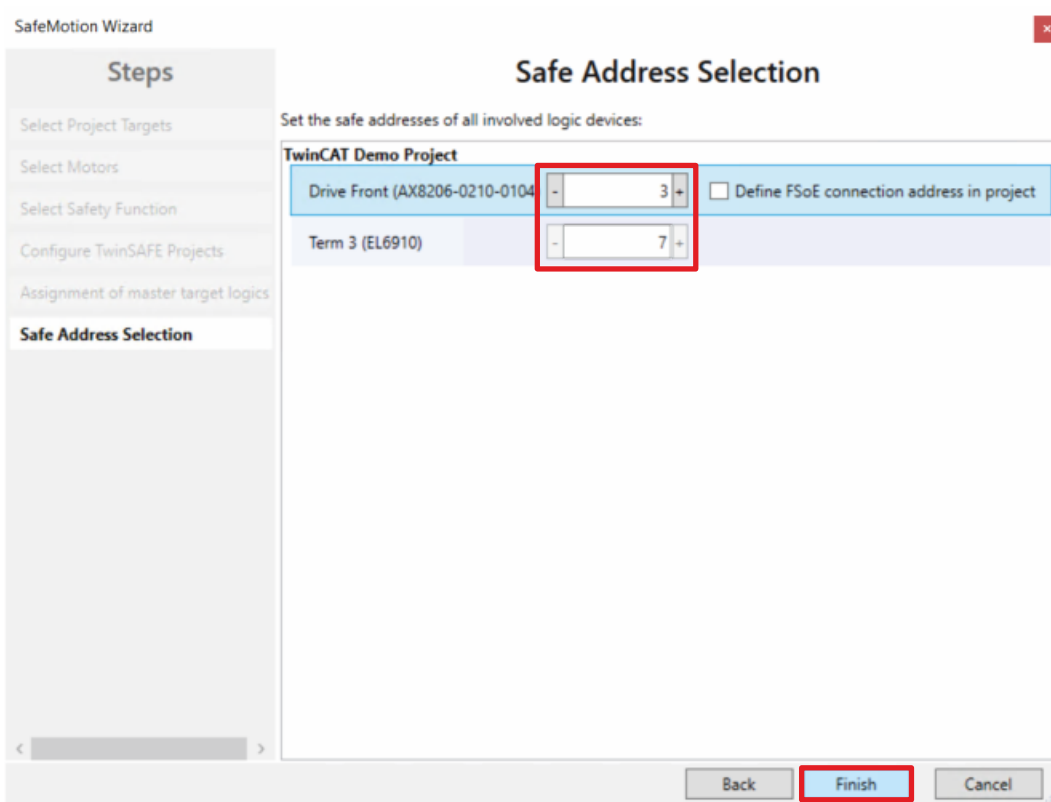 SafeMotion Wizard
×
Steps
Select Project Targets
Select Motors
Select Safety Function
Configure TwinSAFE Projects
Assignment of master target logics
Safe Address Selection
Safe Address Selection
Set the safe addresses of all involved logic devices:
TwinCAT Demo Project
Drive Front (AX8206-0210-0104 - 3 + Define FSoE connection address in project
Term 3 (EL6910) - 7 +
< >
Back Finish Cancel